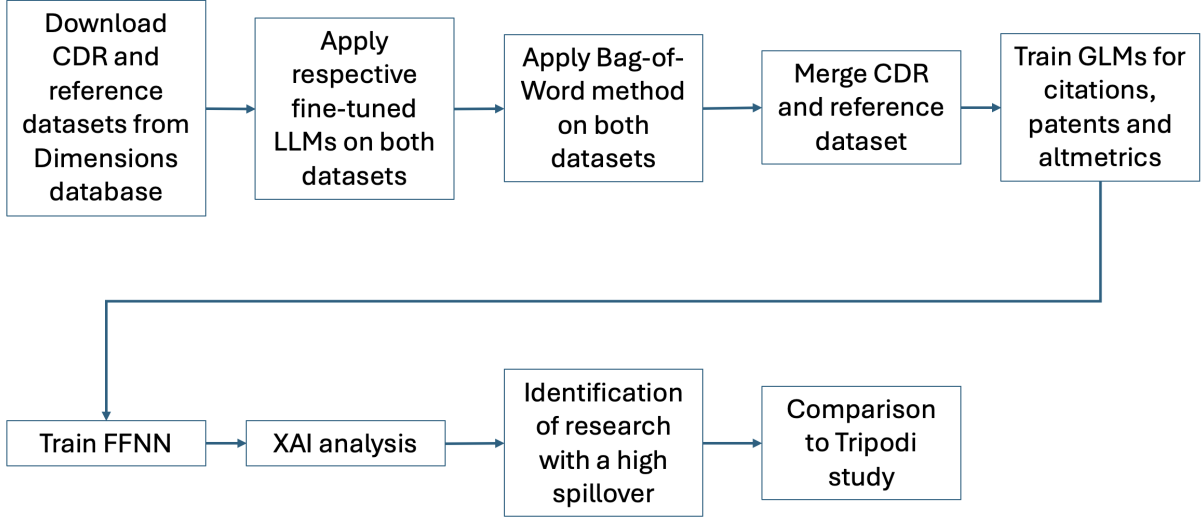 Download
CDR and
reference
datasets from
Dimensions
database
Apply
respective
fine-tuned
LLMs on both
datasets
Apply Bag-of-
Word method
on both
datasets
Merge CDR
and reference
dataset
Train GLMs for
citations,
patents and
altmetrics
Train FFNN
XAI analysis
Identification
of research
with a high
spillover
Comparison
to Tripodi
study